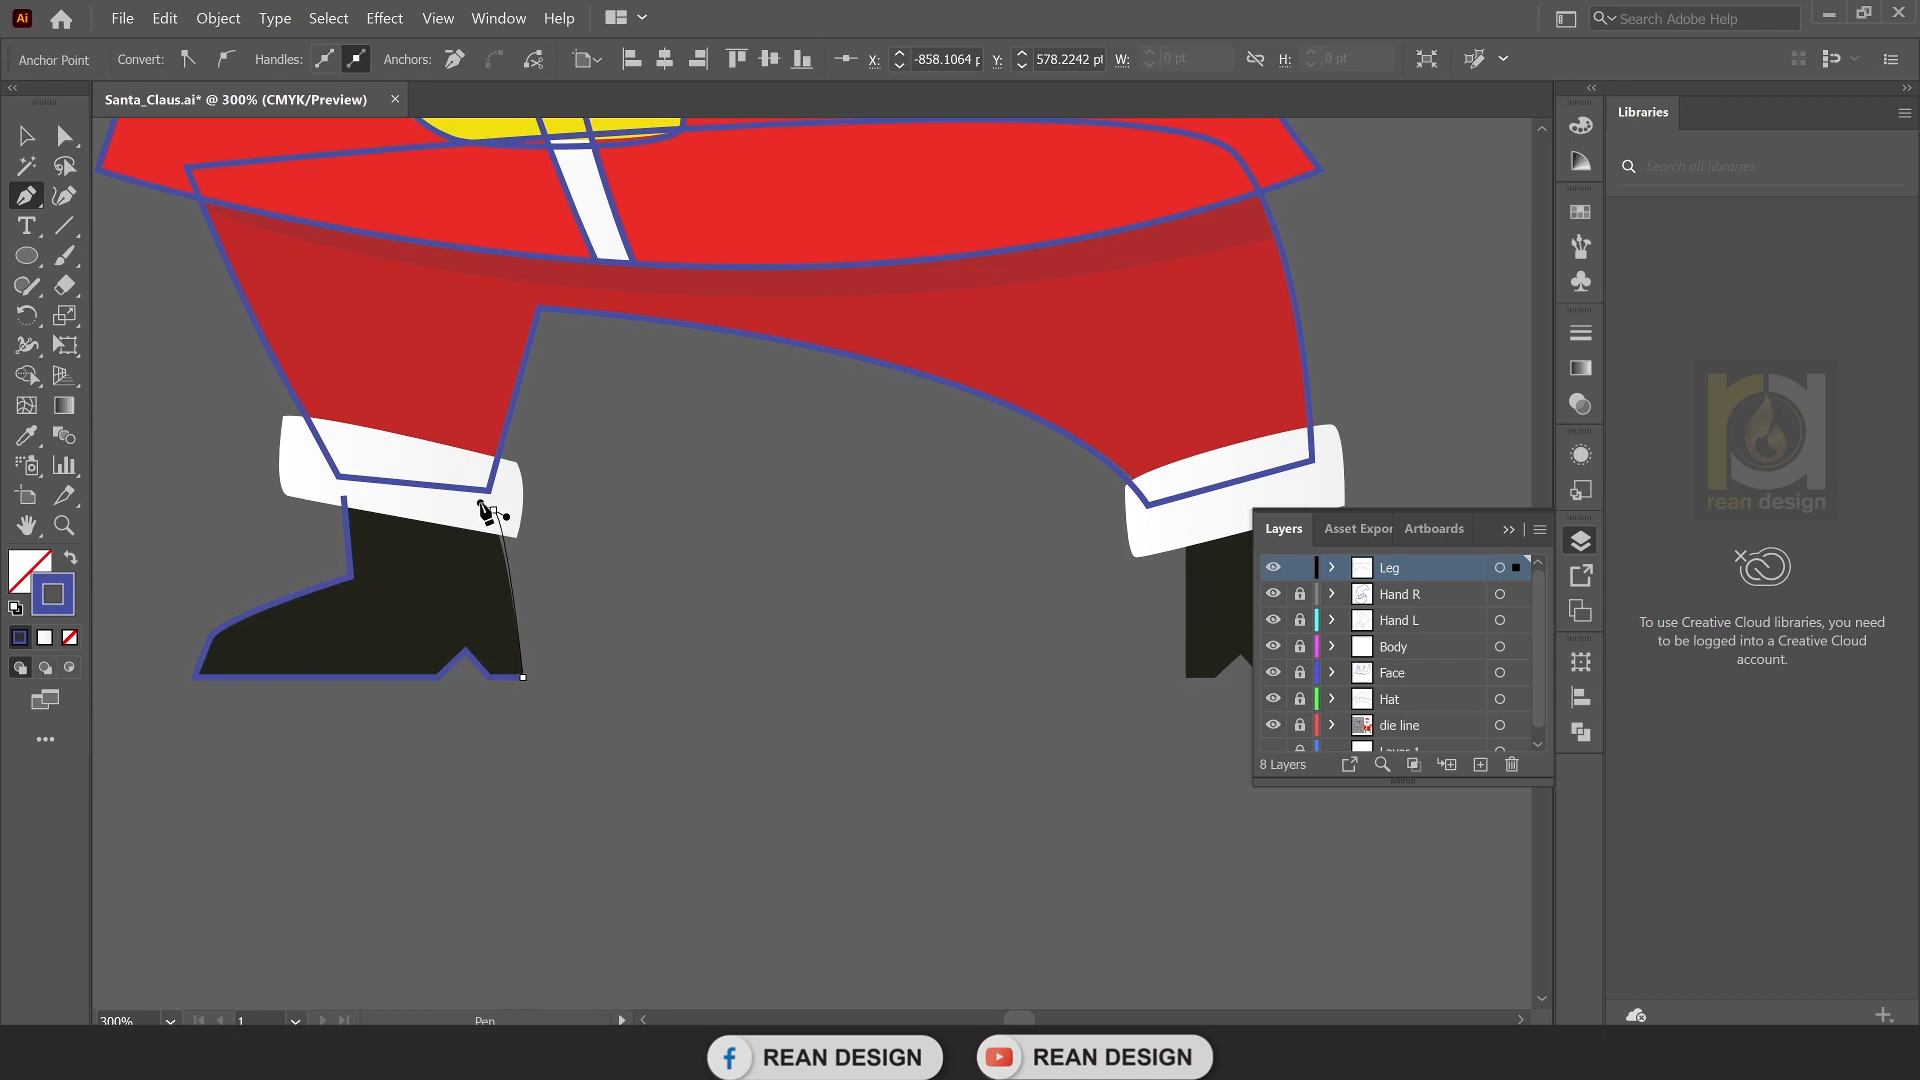 Ai File Edit Object Type Select Effect View Window Help Search Adobe Help
Anchor Point Convert: Handles: Anchors: X: -858.1064 p Y: 578.2242 pt W: 0 pt H: 0 pt
Santa_Claus.ai* @ 300% (CMYK/Preview)
Libraries
Search all libraries
rean design
To use Creative Cloud libraries, you need
to be logged into a Creative Cloud
account.
Layers Asset Expor Artboards
Leg
Hand R
Hand L
Body
Face
Hat
die line
Layer 1
8 Layers
300% 1 Pen
REAN DESIGN REAN DESIGN